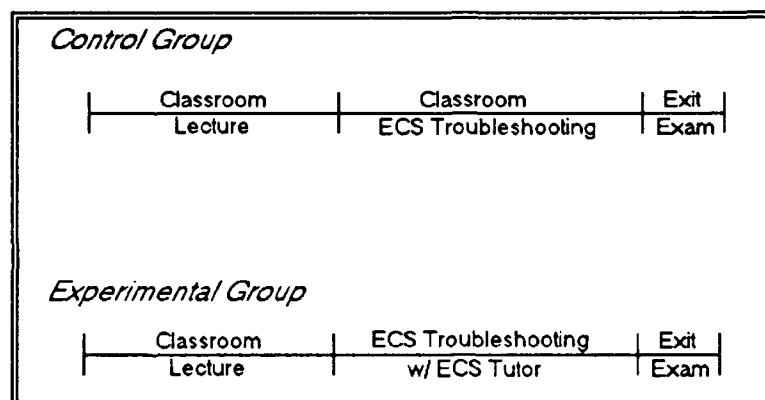 Control Group
Classroom Classroom Exit
Lecture ECS Troubleshooting Exam
Experimental Group
Classroom ECS Troubleshooting Exit
Lecture w/ ECS Tutor Exam